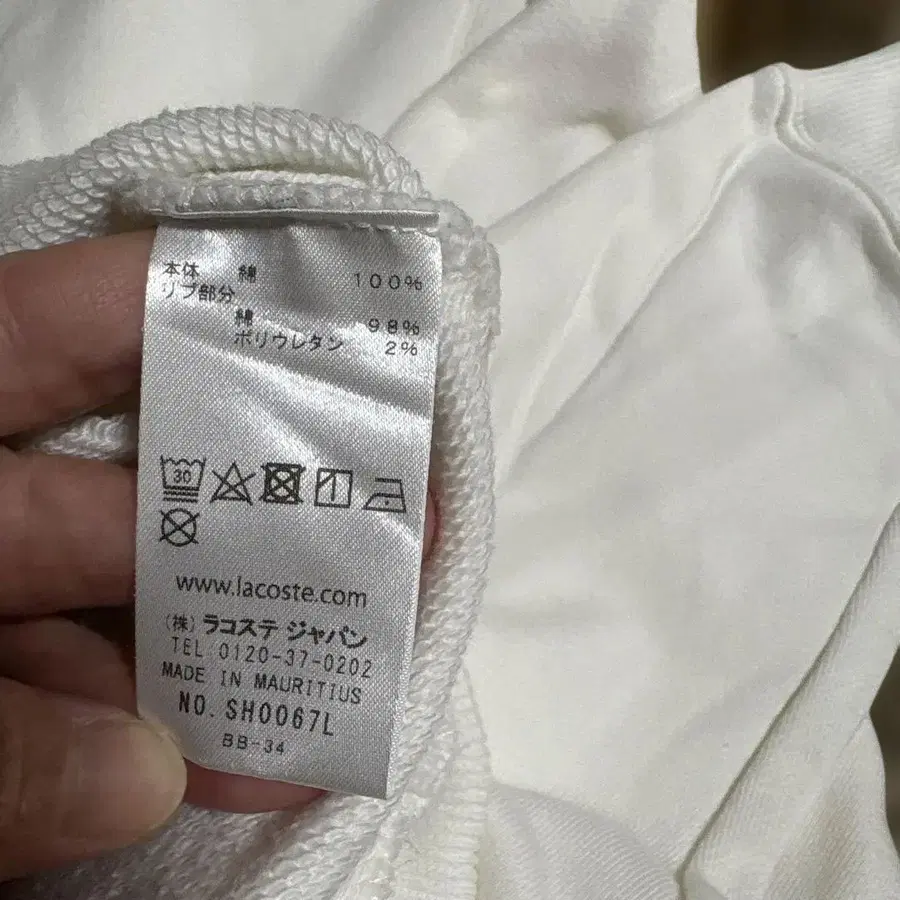 本体 綿 100%
リブ部分
綿 98%
ポリウレタン 2%
30
www.lacoste.com
(株) ラコステ ジャパン
TEL 0120-37-0202
MADE IN MAURITIUS
NO. SH0067L
BB-34